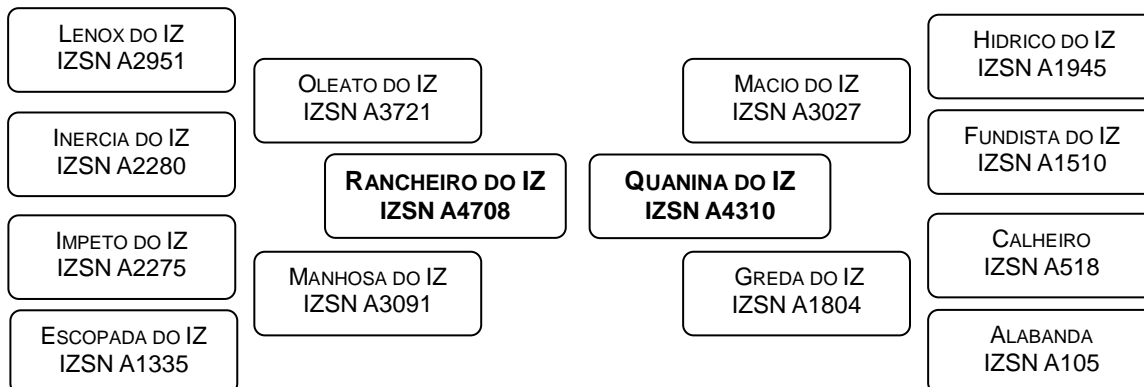 LENOX DO IZ
IZSN A2951
INERCIA DO IZ
IZSN A2280
IMPETO DO IZ
IZSN A2275
ESCOPADA DO IZ
IZSN A1335
OLEATO DO IZ
IZSN A3721
MANHOSA DO IZ
IZSN A3091
RANCHEIRO DO IZ
IZSN A4708
QUANINA DO IZ
IZSN A4310
MACIO DO IZ
IZSN A3027
GREDA DO IZ
IZSN A1804
HIDRICO DO IZ
IZSN A1945
FUNDISTA DO IZ
IZSN A1510
CALHEIRO
IZSN A518
ALABANDA
IZSN A105